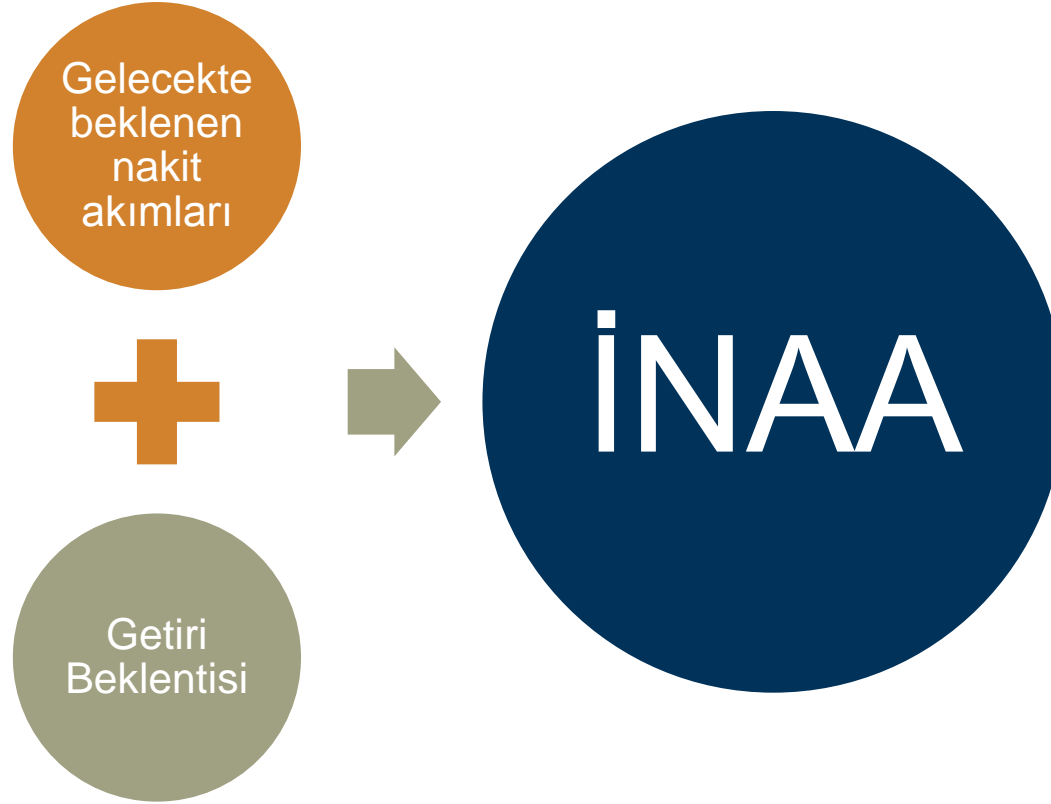 Gelecekte
beklenen
nakit
akımları
Getiri
Beklentisi
İNAA